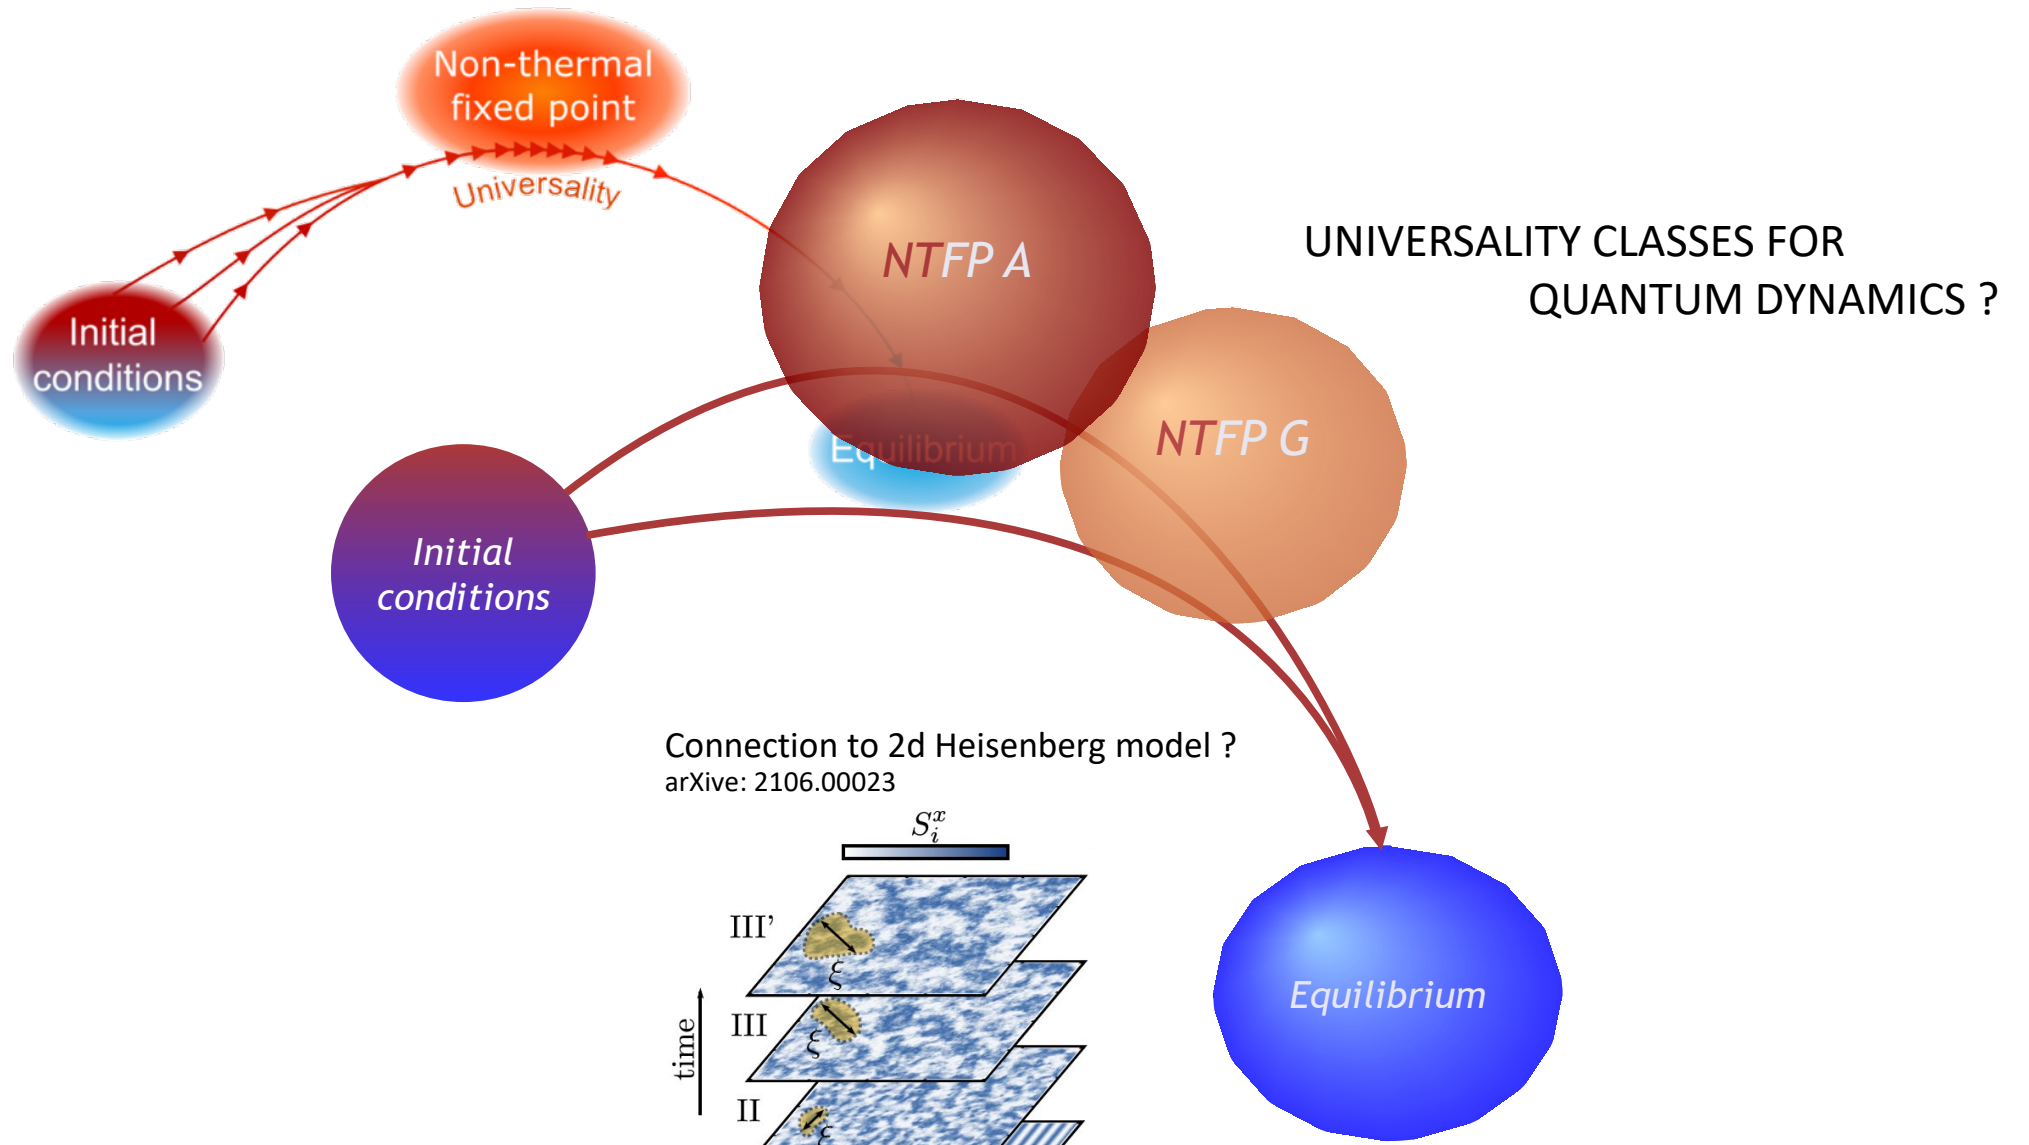 Non-thermal
fixed point
Universality
Initial
conditions
NTFP A
UNIVERSALITY CLASSES FOR
QUANTUM DYNAMICS ?
NTFP G
Equilibrium
Initial
conditions
Connection to 2d Heisenberg model ?
arXive: 2106.00023
S_i^x
III'
ξ
III
ξ
time
II
ξ
Equilibrium